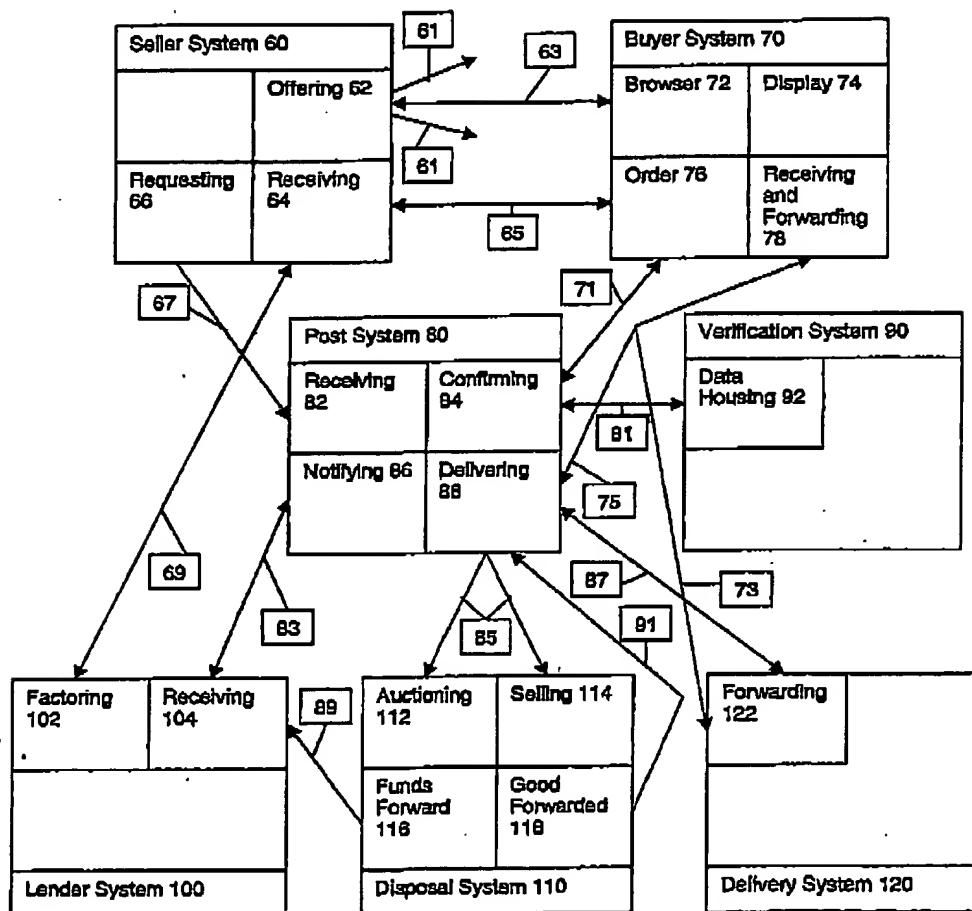 Seller System 60
Offering 62
Requesting
66
Receiving
64
61
63
61
65
Buyer System 70
Browser 72
Display 74
Order 76
Receiving
and
Forwarding
78
67
71
Post System 80
Receiving
82
Confirming
84
Notifying 86
Delivering
88
Verification System 90
Data
Housing 92
81
75
69
83
85
87
91
73
Factoring
102
Receiving
104
Lender System 100
89
Auctioning
112
Selling 114
Funds
Forward
116
Good
Forwarded
118
Disposal System 110
Forwarding
122
Delivery System 120